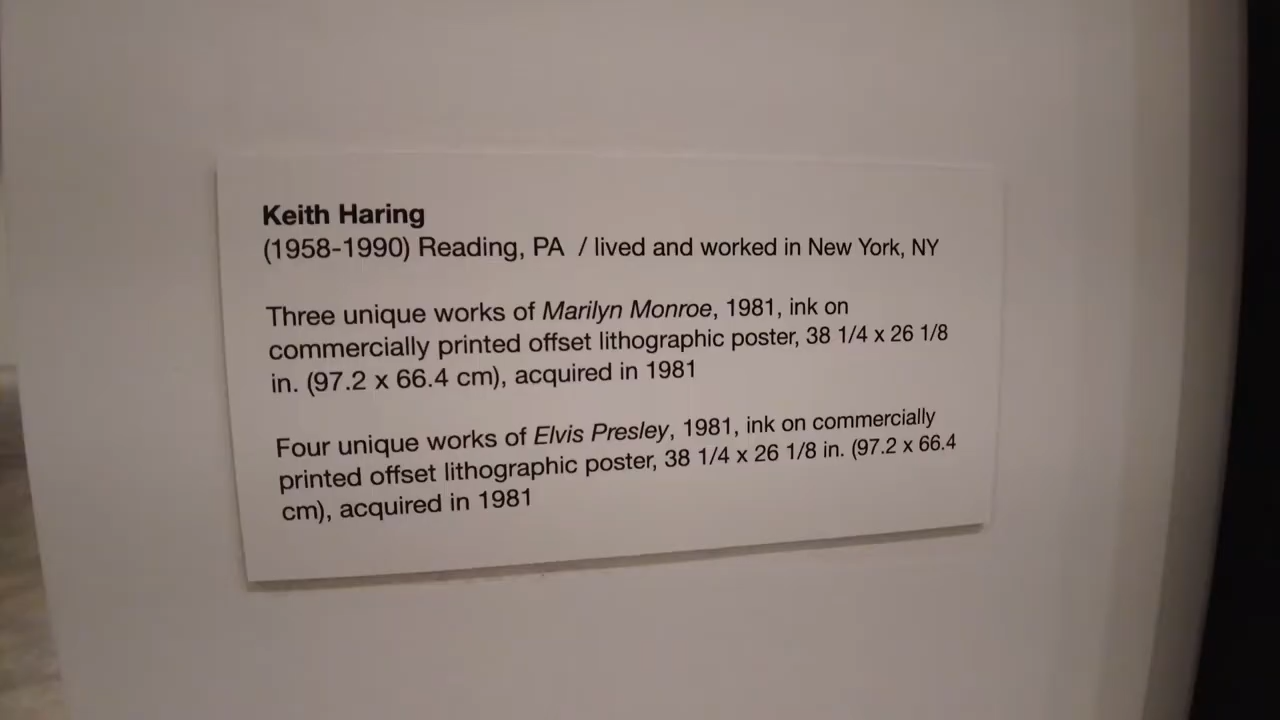 Keith Haring
(1958-1990) Reading, PA / lived and worked in New York, NY
Three unique works of Marilyn Monroe, 1981, ink on
commercially printed offset lithographic poster, 38 1/4 x 26 1/8
in. (97.2 x 66.4 cm), acquired in 1981
Four unique works of Elvis Presley, 1981, ink on commercially
printed offset lithographic poster, 38 1/4 x 26 1/8 in. (97.2 x 66.4
cm), acquired in 1981